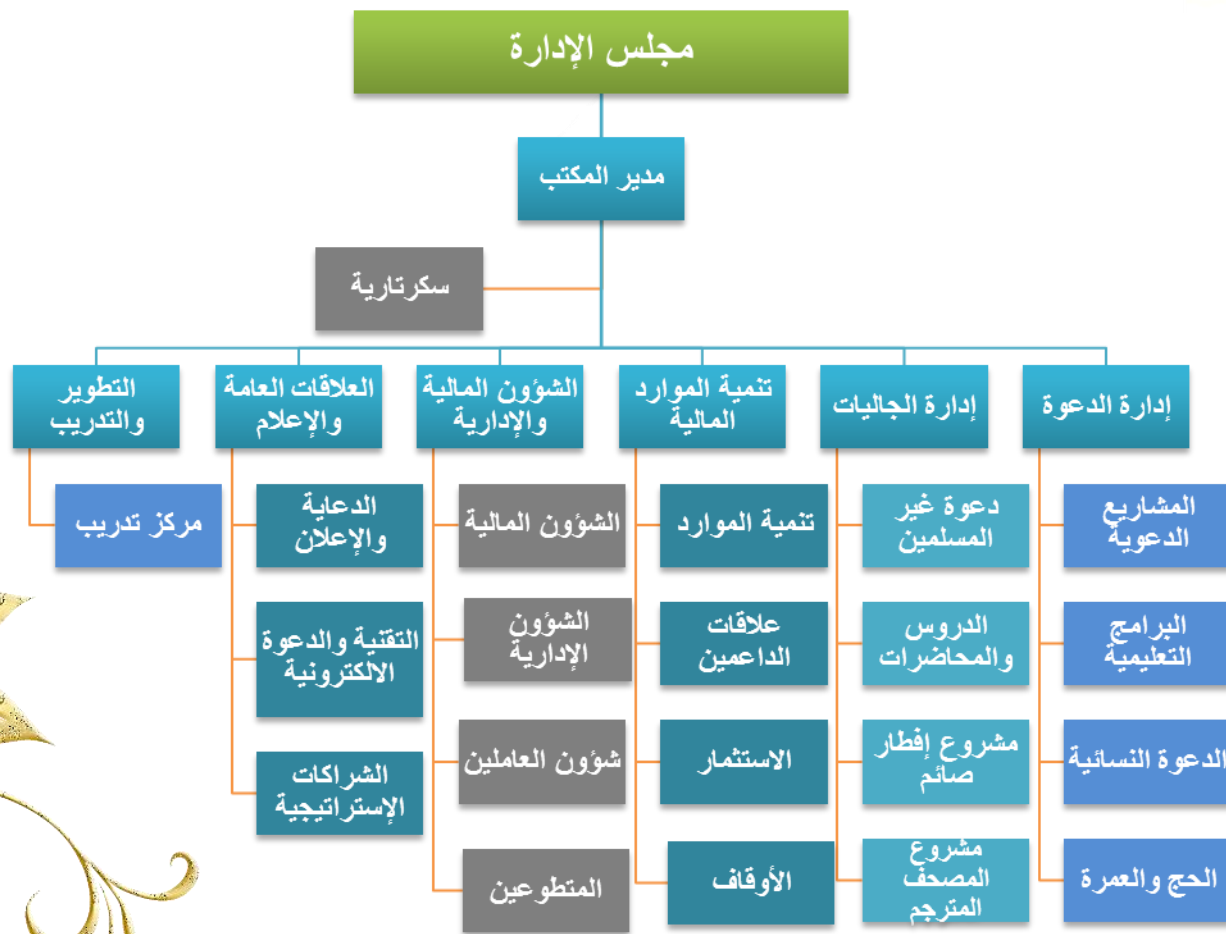 مجلس الإدارة
مدير المكتب
سكرتارية
إدارة الدعوة
إدارة الجاليات
تنمية الموارد
المالية
الشؤون المالية
والإدارية
العلاقات العامة
والإعلام
التطوير
والتدريب
المشاريع
الدعوية
البرامج
التعليمية
الدعوة النسائية
الحج والعمرة
دعوة غير
المسلمين
الدروس
والمحاضرات
مشروع إفطار
صائم
مشروع
المصحف
المترجم
تنمية الموارد
علاقات
الداعمين
الاستثمار
الأوقاف
الشؤون المالية
الشؤون
الإدارية
شؤون العاملين
المتطوعين
الدعاية
والإعلان
التقنية والدعوة
الالكترونية
الشراكات
الإستراتيجية
مركز تدريب